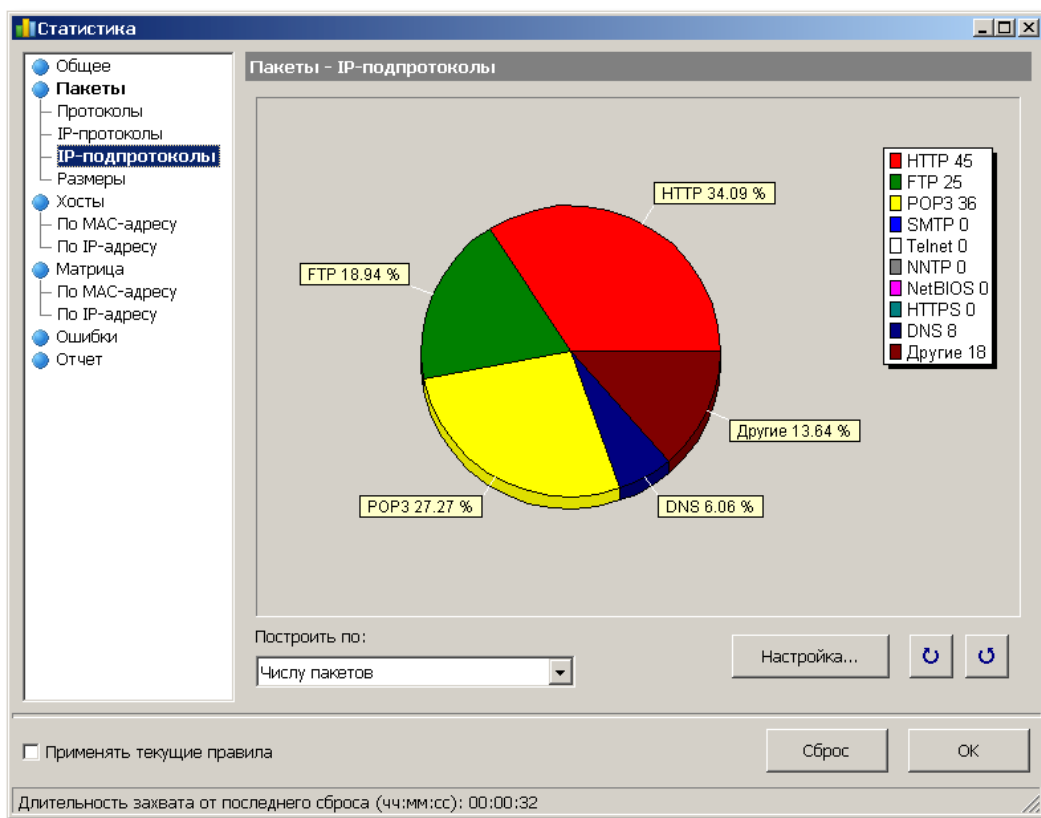 Статистика
Общее
Пакеты
Протоколы
IP-протоколы
IP-подпротоколы
Размеры
Хосты
По MAC-адресу
По IP-адресу
Матрица
По MAC-адресу
По IP-адресу
Ошибки
Отчет
Пакеты - IP-подпротоколы
HTTP 34.09 %
FTP 18.94 %
POP3 27.27 %
DNS 6.06 %
Другие 13.64 %
HTTP 45
FTP 25
POP3 36
SMTP 0
Telnet 0
NNTP 0
NetBIOS 0
HTTPS 0
DNS 8
Другие 18
Построить по:
Числу пакетов
Настройка...
Применять текущие правила
Сброс
OK
Длительность захвата от последнего сброса (чч:мм:сс): 00:00:32